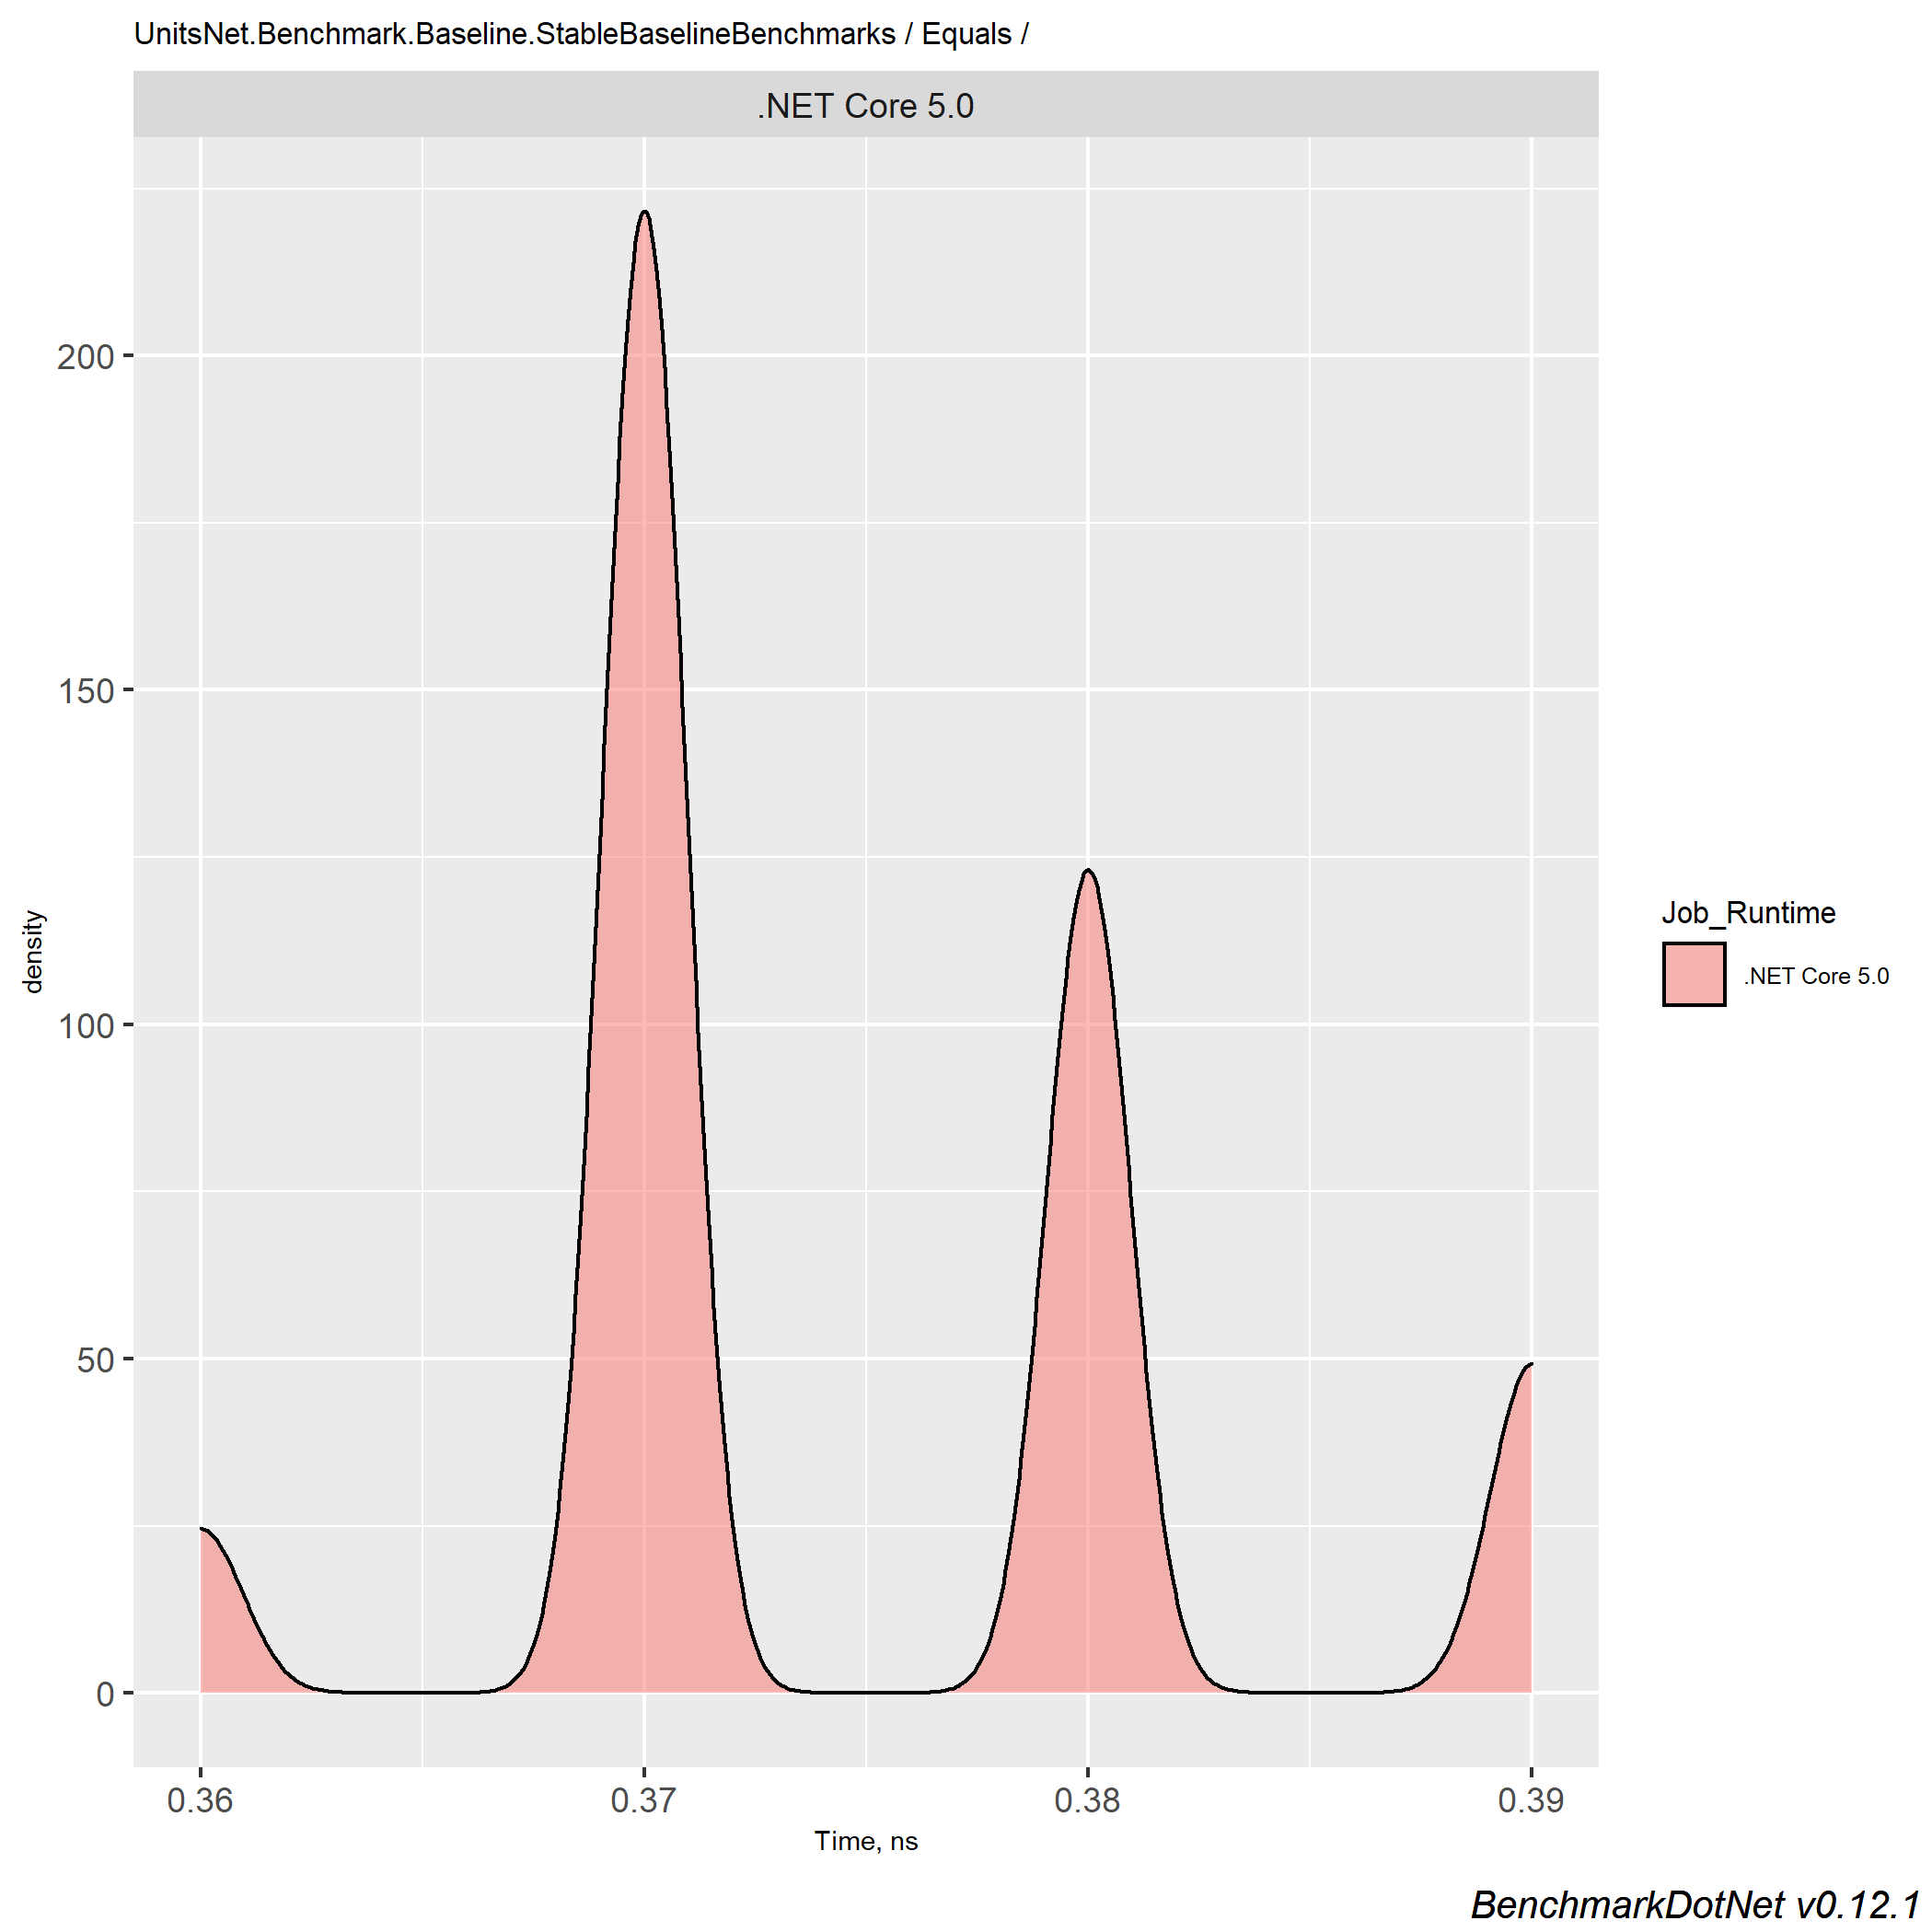 UnitsNet.Benchmark.Baseline.StableBaselineBenchmarks / Equals /
.NET Core 5.0
200
150
100
50
0
density
0.36 0.37 0.38 0.39
Time, ns
Job_Runtime
.NET Core 5.0
BenchmarkDotNet v0.12.1